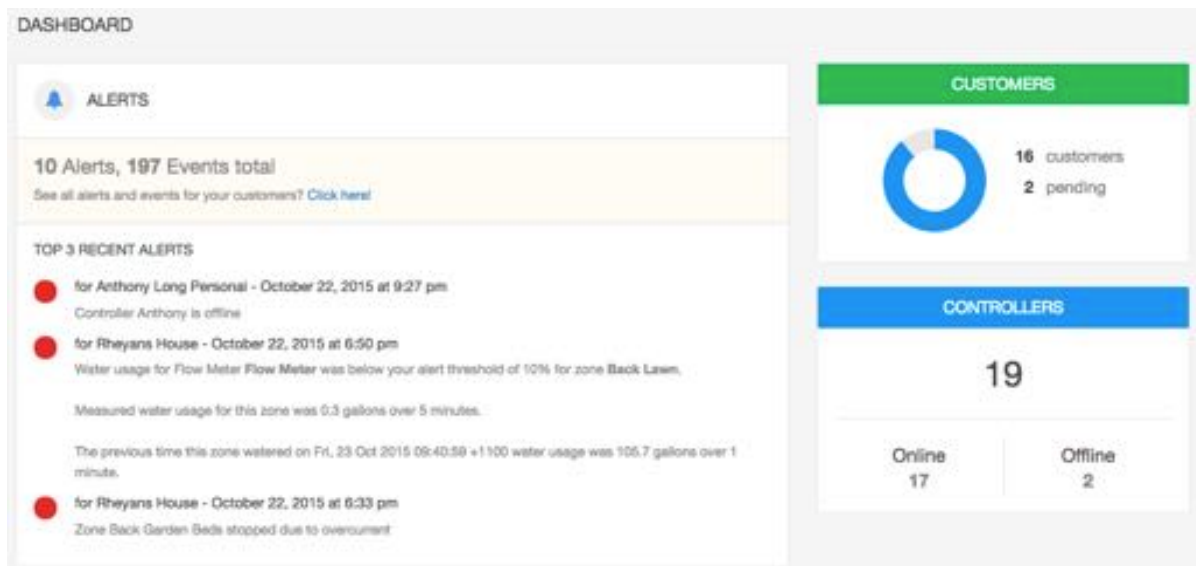 DASHBOARD
ALERTS
10 Alerts, 197 Events total
See all alerts and events for your customers? Click here!
TOP 3 RECENT ALERTS
for Anthony Long Personal - October 22, 2015 at 9:27 pm
Controller Anthony is offline
for Rheyans House - October 22, 2015 at 6:50 pm
Water usage for Flow Meter Flow Meter was below your alert threshold of 10% for zone Back Lawn.
Measured water usage for this zone was 0.3 gallons over 5 minutes.
The previous time this zone watered on Fri, 23 Oct 2015 09:40:59 +1100 water usage was 105.7 gallons over 1
minute.
for Rheyans House - October 22, 2015 at 6:33 pm
Zone Back Garden Beds stopped due to overcurrent
CUSTOMERS
16 customers
2 pending
CONTROLLERS
19
Online Offline
17 2